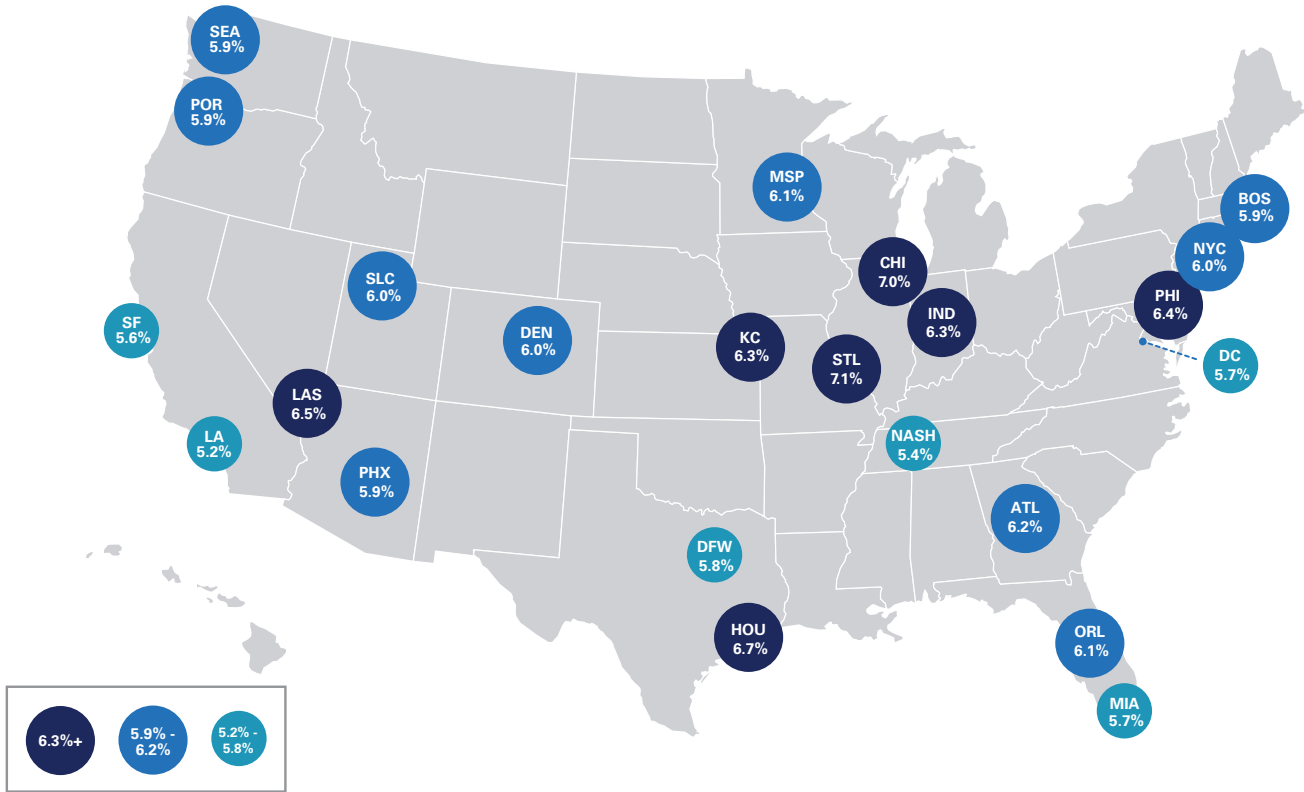 SEA
5.9%
POR
5.9%
MSP
6.1%
BOS
5.9%
NYC
6.0%
CHI
7.0%
SLC
6.0%
PHI
6.4%
IND
6.3%
SF
5.6%
DEN
6.0%
KC
6.3%
STL
7.1%
DC
5.7%
LAS
6.5%
LA
5.2%
NASH
5.4%
PHX
5.9%
ATL
6.2%
DFW
5.8%
HOU
6.7%
ORL
6.1%
MIA
5.7%
6.3%+
5.9% -
6.2%
5.2% -
5.8%